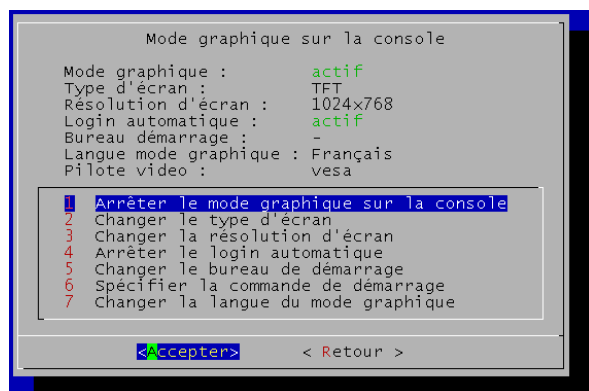 Mode graphique sur la console
Mode graphique : actif
Type d'écran : TFT
Résolution d'écran : 1024x768
Login automatique : actif
Bureau démarrage : -
Langue mode graphique : Français
Pilote video : vesa
1 Arrêter le mode graphique sur la console
2 Changer le type d'écran
3 Changer la résolution d'écran
4 Arrêter le login automatique
5 Changer le bureau de démarrage
6 Spécifier la commande de démarrage
7 Changer la langue du mode graphique
<Accepter> < Retour >